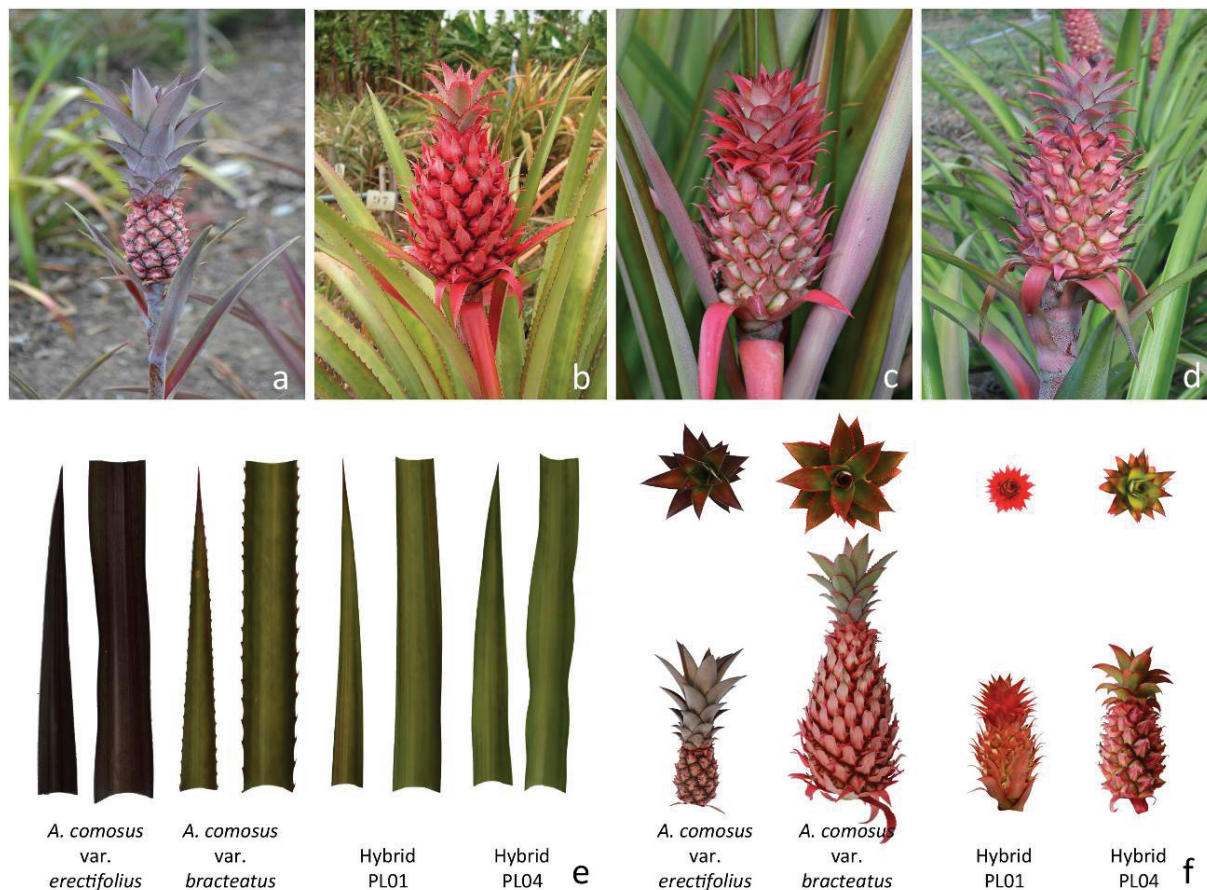 a
b
c
d
97
A. comosus
var.
erectifolius
A. comosus
var.
bracteatus
Hybrid
PL01
Hybrid
PL04
e
A. comosus
var.
erectifolius
A. comosus
var.
bracteatus
Hybrid
PL01
Hybrid
PL04
f